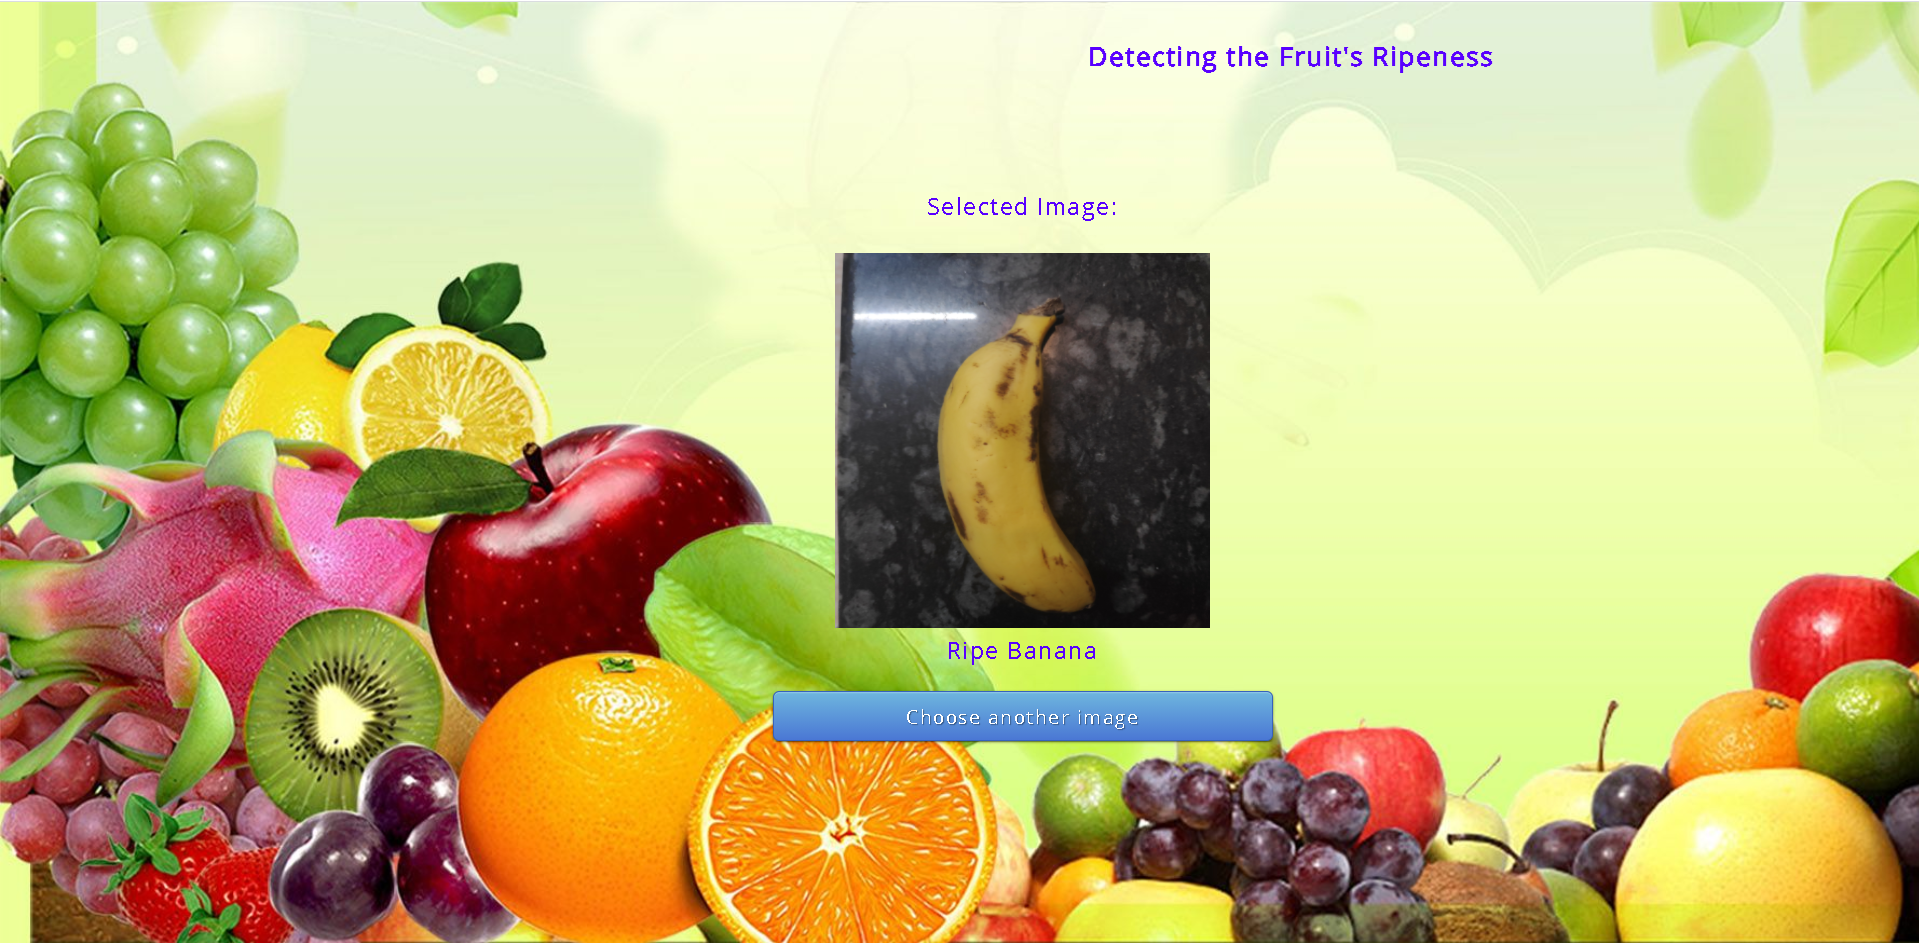 Detecting the Fruit's Ripeness
Selected Image:
Ripe Banana
Choose another image